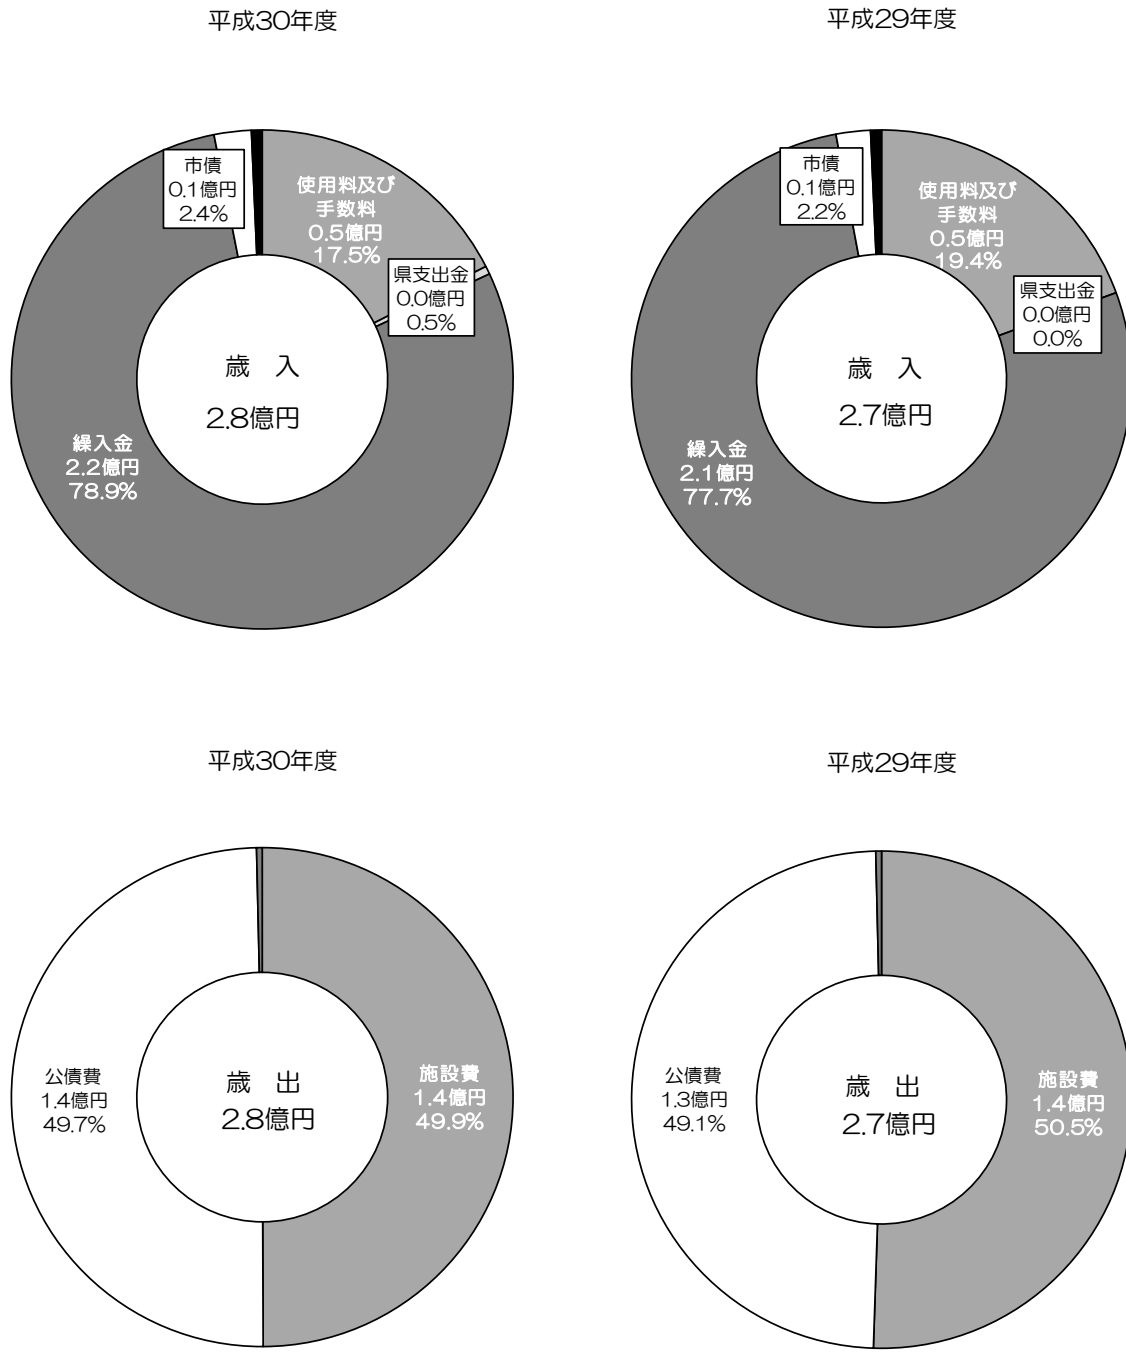 平成30年度
平成29年度
市債
0.1億円
2.4%
使用料及び
手数料
0.5億円
17.5%
県支出金
0.0億円
0.5%
歳 入
2.8億円
繰入金
2.2億円
78.9%
市債
0.1億円
2.2%
使用料及び
手数料
0.5億円
19.4%
県支出金
0.0億円
0.0%
歳 入
2.7億円
繰入金
2.1億円
77.7%
平成30年度
平成29年度
公債費
1.4億円
49.7%
歳 出
2.8億円
施設費
1.4億円
49.9%
公債費
1.3億円
49.1%
歳 出
2.7億円
施設費
1.4億円
50.5%